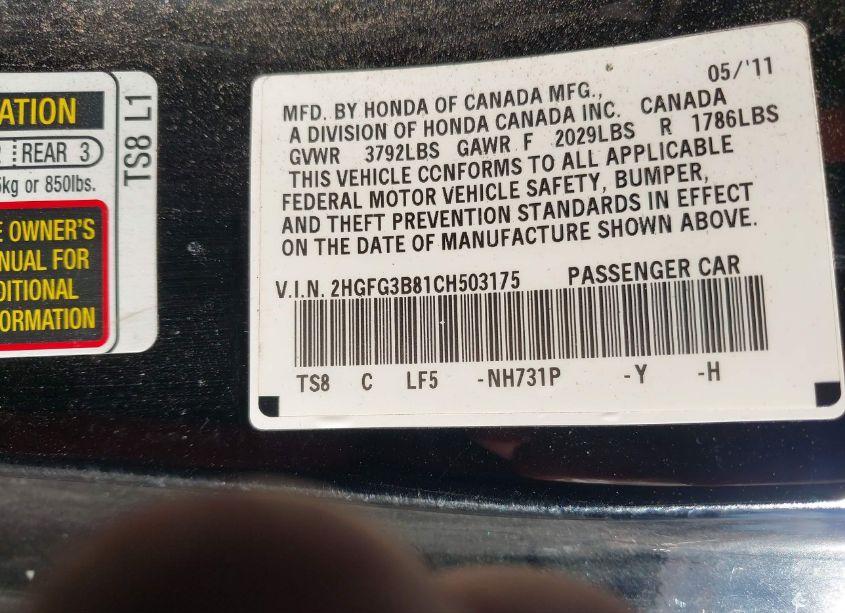 ATION
REAR 3
kg or 850lbs.
E OWNER'S
NUAL FOR
DITIONAL
FORMATION
TS8 L1
05/'11
MFD. BY HONDA OF CANADA MFG.,
A DIVISION OF HONDA CANADA INC. CANADA
GVWR 3792LBS GAWR F 2029LBS R 1786LBS
THIS VEHICLE CONFORMS TO ALL APPLICABLE
FEDERAL MOTOR VEHICLE SAFETY, BUMPER,
AND THEFT PREVENTION STANDARDS IN EFFECT
ON THE DATE OF MANUFACTURE SHOWN ABOVE.
V.I.N. 2HGFG3B81CH503175 PASSENGER CAR
TS8 C LF5 -NH731P -Y -H